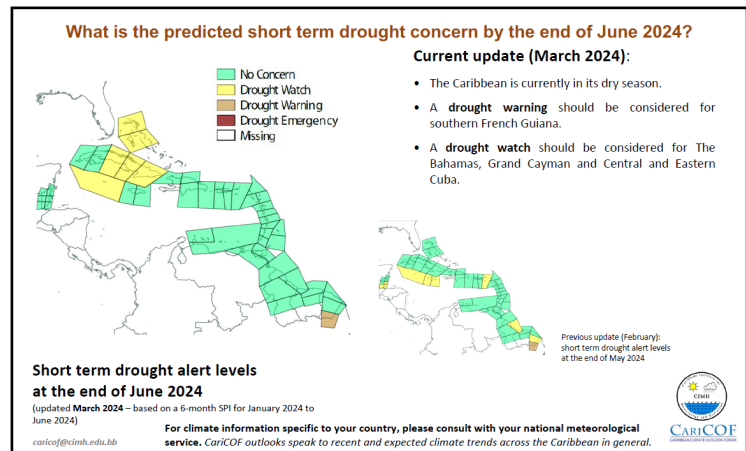 What is the predicted short term drought concern by the end of June 2024?
No Concern
Drought Watch
Drought Warning
Drought Emergency
Missing
Current update (March 2024):
• The Caribbean is currently in its dry season.
• A drought warning should be considered for
southern French Guiana.
• A drought watch should be considered for The
Bahamas, Grand Cayman and Central and Eastern
Cuba.
Previous update (February):
short term drought alert levels
at the end of May 2024
Short term drought alert levels
at the end of June 2024
(updated March 2024 – based on a 6-month SPI for January 2024 to
June 2024)
caricof@cimh.edu.bb
For climate information specific to your country, please consult with your national meteorological
service. CariCOF outlooks speak to recent and expected climate trends across the Caribbean in general.
CIMH
CARICOF
CARIBBEAN CLIMATE OUTLOOK FORUM